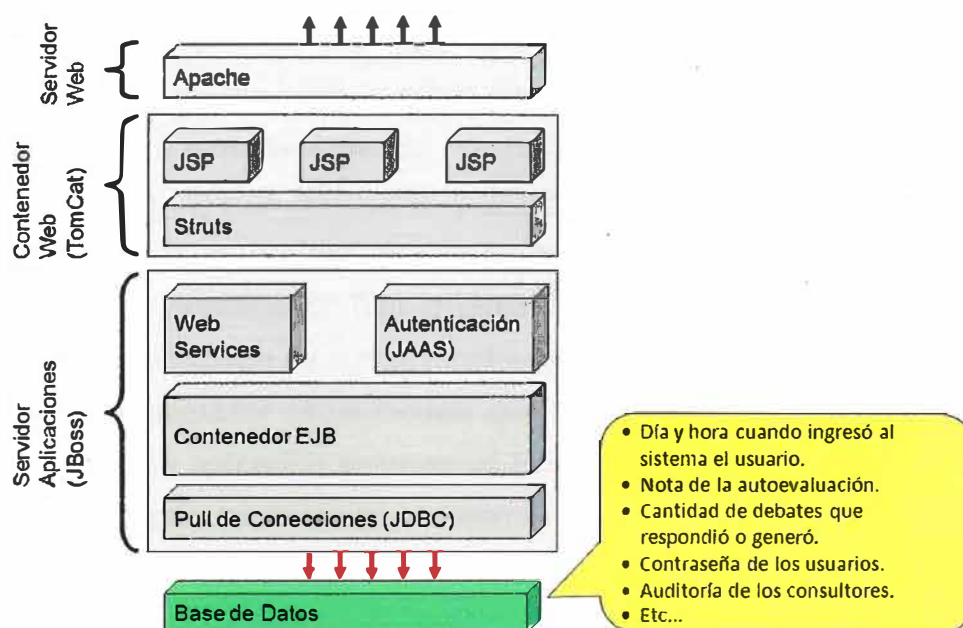 Servidor
Web
Apache
Contenedor
Web
(TomCat)
JSP
JSP
JSP
Struts
Servidor
Aplicaciones
(JBoss)
Web
Services
Autenticación
(JAAS)
Contenedor EJB
Pull de Conecciones (JDBC)
Base de Datos
• Día y hora cuando ingresó al
sistema el usuario.
• Nota de la autoevaluación.
• Cantidad de debates que
respondió o generó.
• Contraseña de los usuarios.
• Auditoría de los consultores.
• Etc...